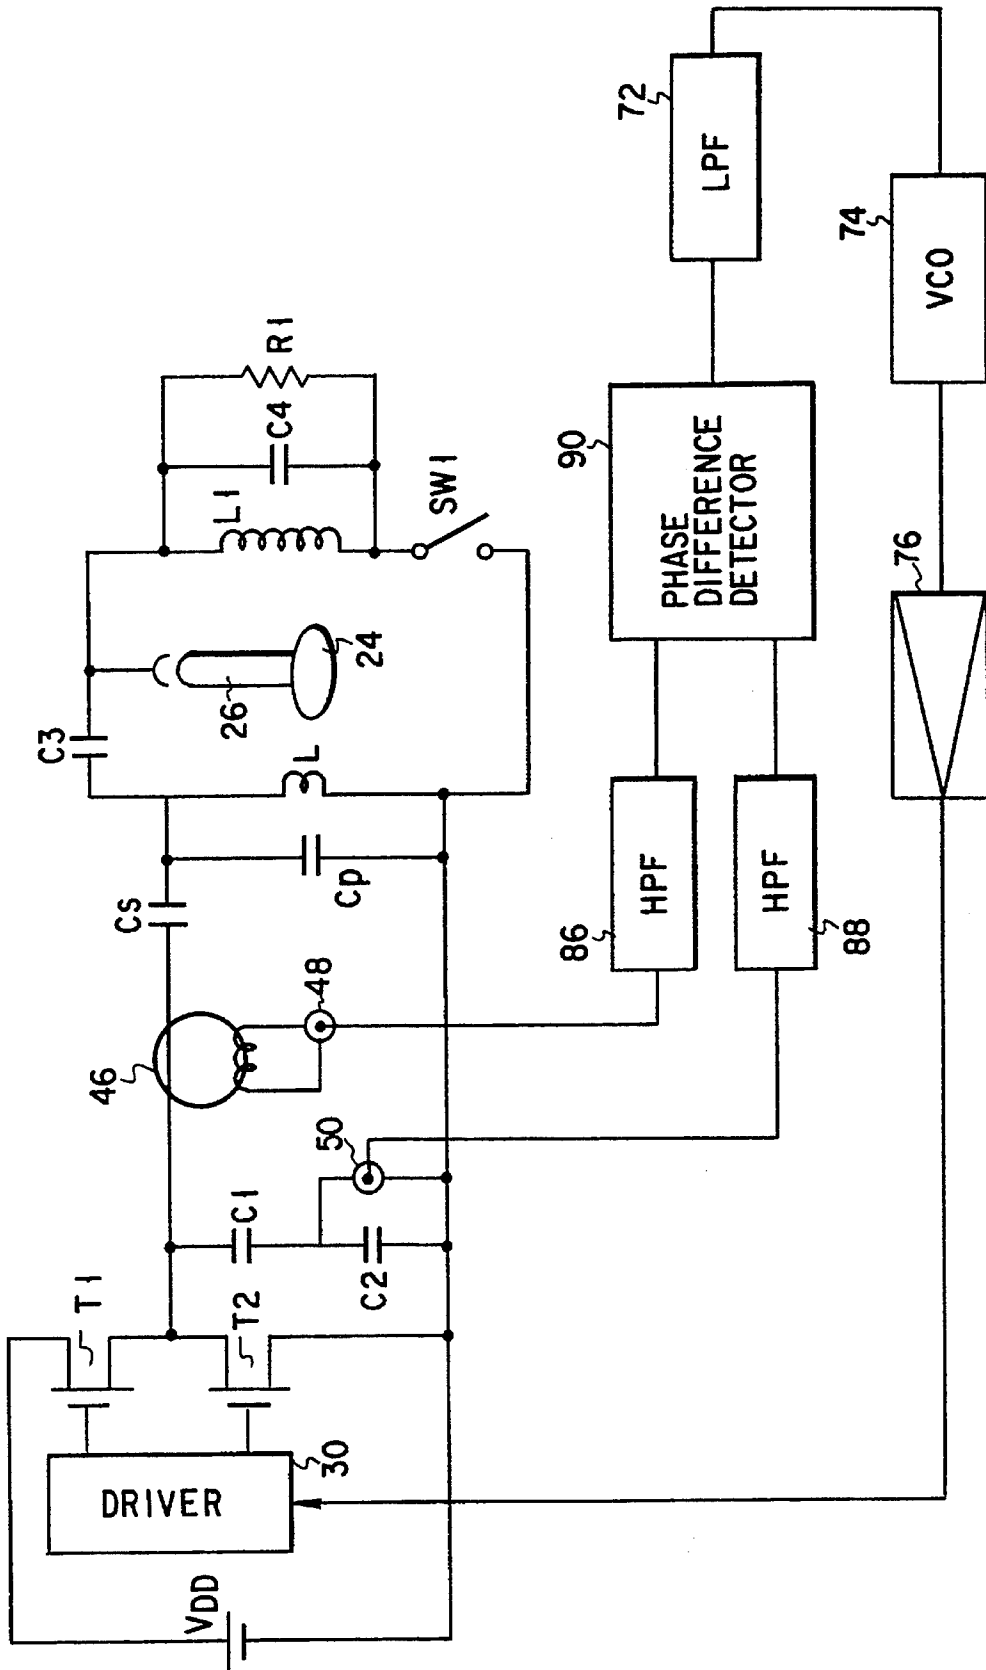 VDD
DRIVER
30
T1
T2
C1
C2
50
46
48
Cs
Cp
C3
L
26
24
L1
C4
R1
SW1
86
HPF
HPF
88
90
PHASE
DIFFERENCE
DETECTOR
72
LPF
74
VCO
76